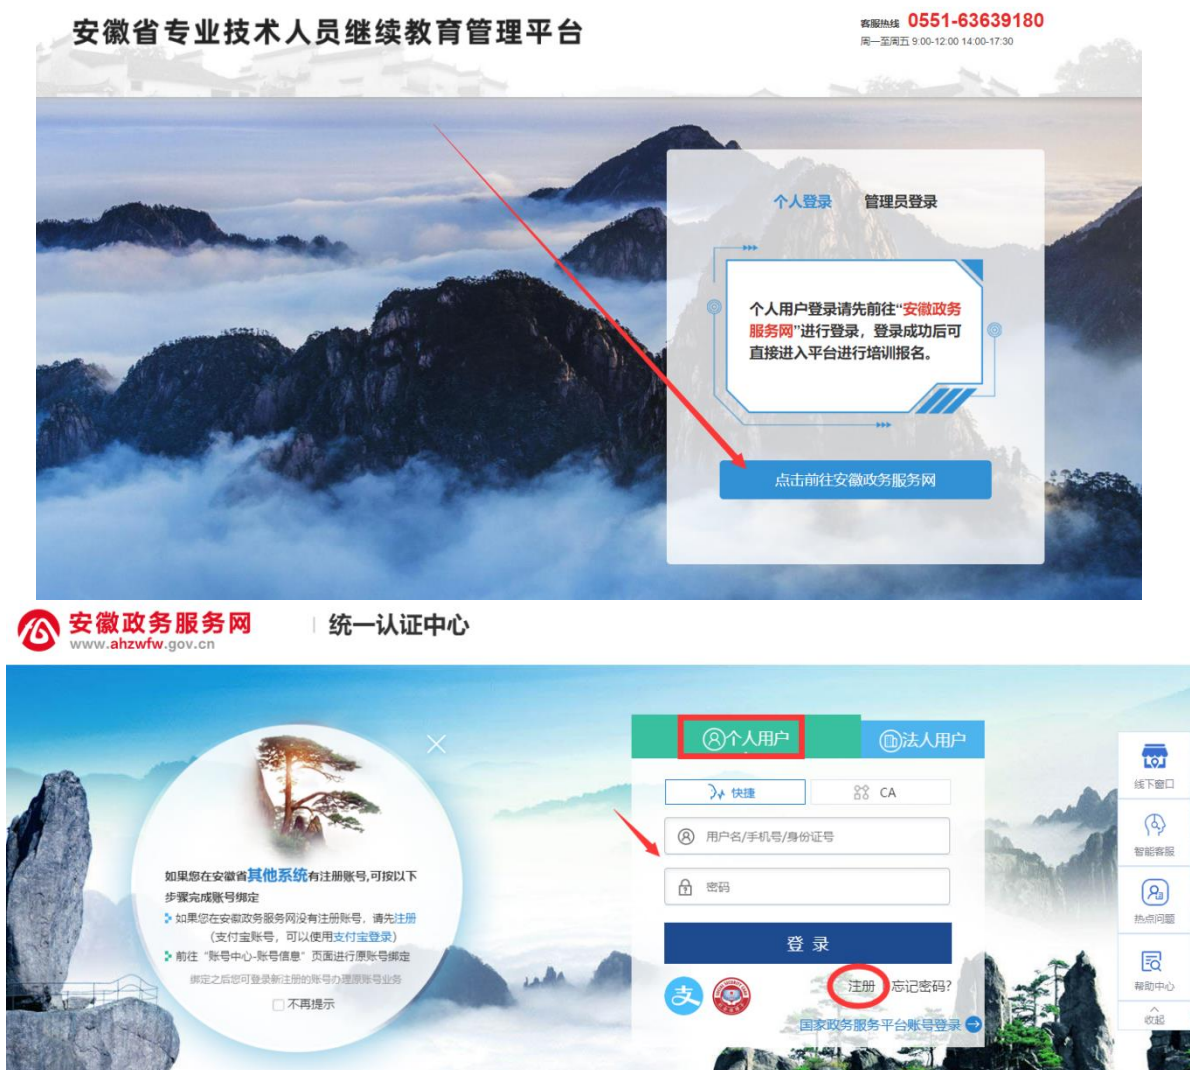 安徽省专业技术人员继续教育管理平台
客服热线 0551-63639180
周一至周五 9:00-12:00 14:00-17:30
个人登录 管理员登录
个人用户登录请先前往“安徽政务
服务网”进行登录，登录成功后可
直接进入平台进行培训报名。
点击前往安徽政务服务网
安徽政务服务网
www.ahzwfw.gov.cn
统一认证中心
个人用户 法人用户
快捷 CA
用户名/手机号/身份证号
密码
登 录
注册 忘记密码?
国家政务服务平台账号登录
如果您在安徽省其他系统有注册账号,可按以下
步骤完成账号绑定
如果您在安徽政务服务网没有注册账号，请先注册
(支付宝账号，可以使用支付宝登录)
前往“账号中心-账号信息”页面进行原账号绑定
绑定之后您可登录新注册的账号办理原账号业务
不再提示
线下窗口
智能客服
热点问题
帮助中心
收起
支